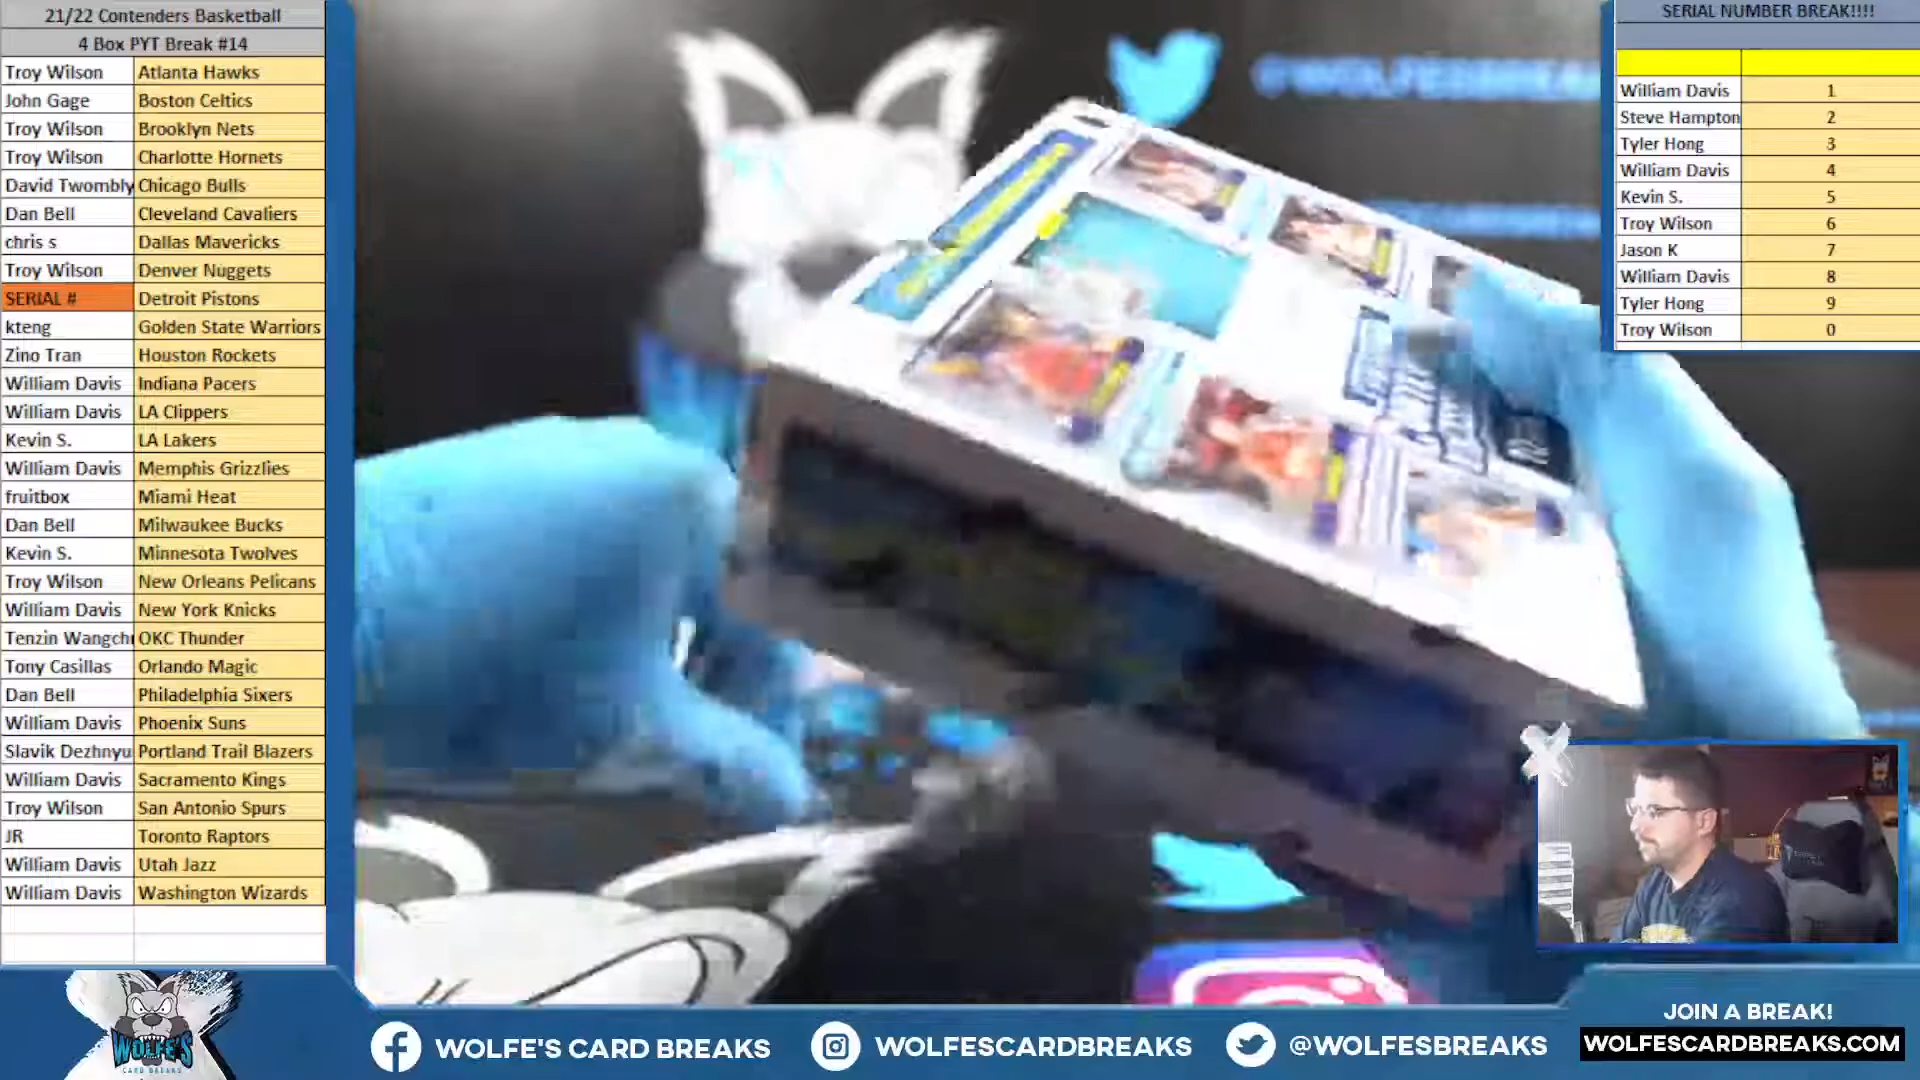 21/22 Contenders Basketball
4 Box PYT Break #14
Troy Wilson Atlanta Hawks
John Gage Boston Celtics
Troy Wilson Brooklyn Nets
Troy Wilson Charlotte Hornets
David Twombly Chicago Bulls
Dan Bell Cleveland Cavaliers
chris s Dallas Mavericks
Troy Wilson Denver Nuggets
SERIAL # Detroit Pistons
kteng Golden State Warriors
Zino Tran Houston Rockets
William Davis Indiana Pacers
William Davis LA Clippers
Kevin S. LA Lakers
William Davis Memphis Grizzlies
fruitbox Miami Heat
Dan Bell Milwaukee Bucks
Kevin S. Minnesota Twolves
Troy Wilson New Orleans Pelicans
William Davis New York Knicks
Tenzin Wangch OKC Thunder
Tony Casillas Orlando Magic
Dan Bell Philadelphia Sixers
William Davis Phoenix Suns
Slavik Dezhnyu Portland Trail Blazers
William Davis Sacramento Kings
Troy Wilson San Antonio Spurs
JR Toronto Raptors
William Davis Utah Jazz
William Davis Washington Wizards
@WOLFESBREAK
SERIAL NUMBER BREAK!!!!
William Davis 1
Steve Hampton 2
Tyler Hong 3
William Davis 4
Kevin S. 5
Troy Wilson 6
Jason K 7
William Davis 8
Tyler Hong 9
Troy Wilson 0
WOLFE'S
CARD BREAKS
WOLFE'S CARD BREAKS
WOLFESCARDBREAKS
@WOLFESBREAKS
JOIN A BREAK!
WOLFESCARDBREAKS.COM